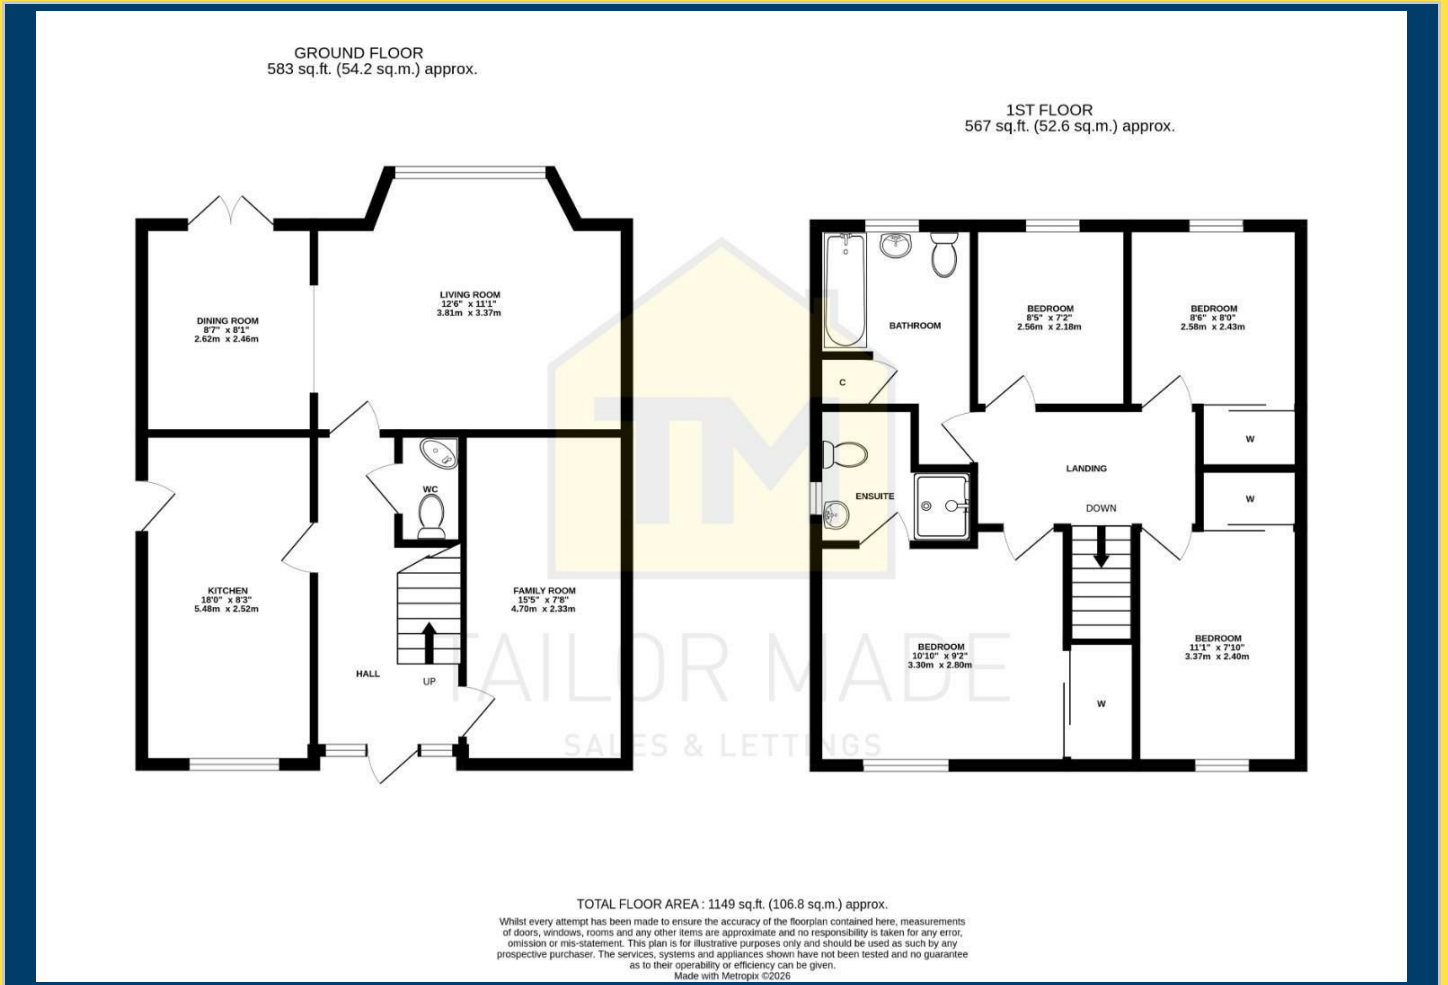 GROUND FLOOR
583 sq.ft. (54.2 sq.m.) approx.
1ST FLOOR
567 sq.ft. (52.6 sq.m.) approx.
LIVING ROOM
12'6" x 11'1"
3.81m x 3.37m
DINING ROOM
8'7" x 8'1"
2.62m x 2.46m
WC
KITCHEN
18'0" x 8'3"
5.48m x 2.52m
FAMILY ROOM
15'5" x 7'8"
4.70m x 2.33m
HALL
UP
BATHROOM
BEDROOM
8'5" x 7'2"
2.56m x 2.18m
BEDROOM
8'6" x 8'0"
2.58m x 2.43m
C
W
LANDING
ENSUITE
W
DOWN
BEDROOM
10'10" x 9'2"
3.30m x 2.80m
BEDROOM
11'1" x 7'10"
3.37m x 2.40m
W
TM
TAILOR MADE
SALES & LETTINGS
TOTAL FLOOR AREA : 1149 sq.ft. (106.8 sq.m.) approx.
Whilst every attempt has been made to ensure the accuracy of the floorplan contained here, measurements
of doors, windows, rooms and any other items are approximate and no responsibility is taken for any error,
omission or mis-statement. This plan is for illustrative purposes only and should be used as such by any
prospective purchaser. The services, systems and appliances shown have not been tested and no guarantee
as to their operability or efficiency can be given.
Made with Metropix ©2026